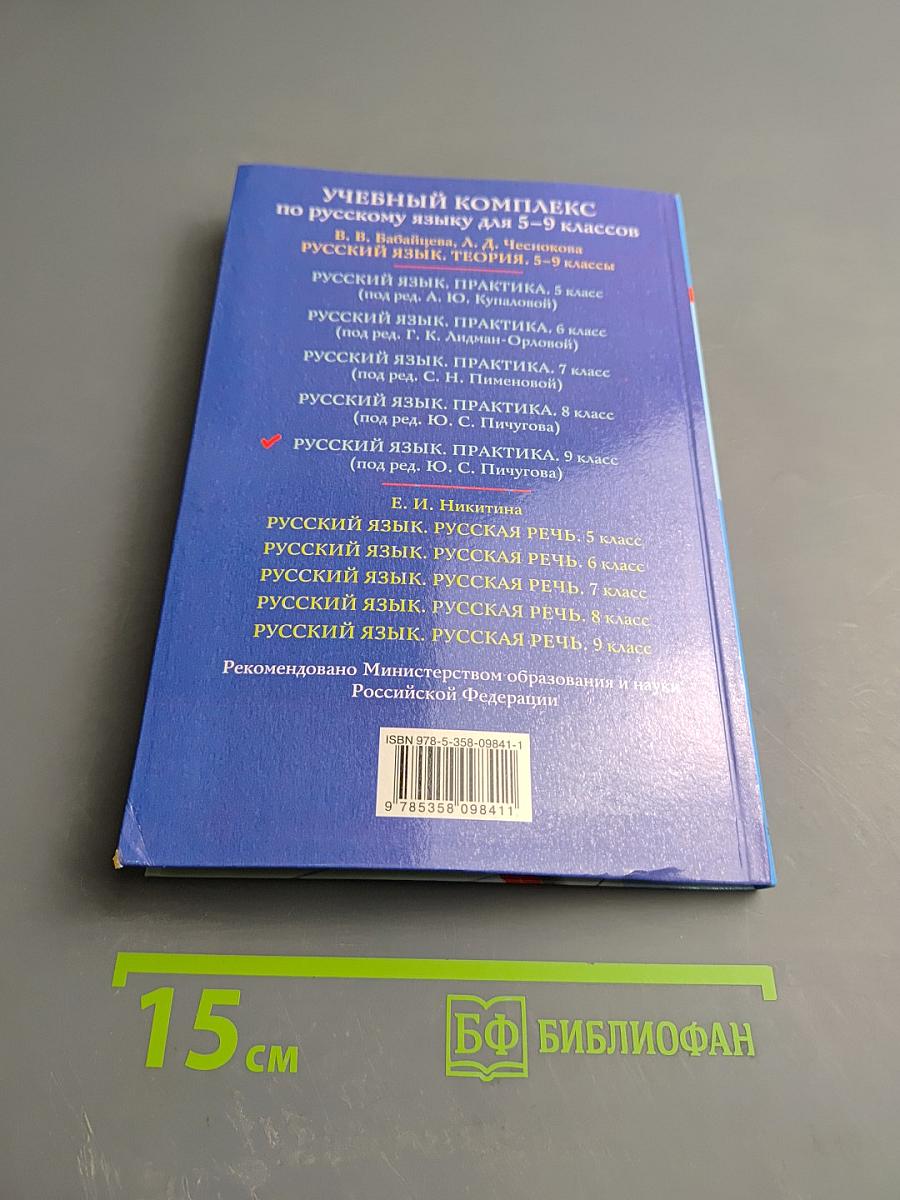 УЧЕБНЫЙ КОМПЛЕКС
по русскому языку для 5–9 классов
В. В. Бабайцева, Л. Д. Чеснокова
РУССКИЙ ЯЗЫК. ТЕОРИЯ. 5–9 классы
РУССКИЙ ЯЗЫК. ПРАКТИКА. 5 класс
(под ред. А. Ю. Купаловой)
РУССКИЙ ЯЗЫК. ПРАКТИКА. 6 класс
(под ред. Г. К. Лидман-Орловой)
РУССКИЙ ЯЗЫК. ПРАКТИКА. 7 класс
(под ред. С. Н. Пименовой)
РУССКИЙ ЯЗЫК. ПРАКТИКА. 8 класс
(под ред. Ю. С. Пичугова)
РУССКИЙ ЯЗЫК. ПРАКТИКА. 9 класс
(под ред. Ю. С. Пичугова)
Е. И. Никитина
РУССКИЙ ЯЗЫК. РУССКАЯ РЕЧЬ. 5 класс
РУССКИЙ ЯЗЫК. РУССКАЯ РЕЧЬ. 6 класс
РУССКИЙ ЯЗЫК. РУССКАЯ РЕЧЬ. 7 класс
РУССКИЙ ЯЗЫК. РУССКАЯ РЕЧЬ. 8 класс
РУССКИЙ ЯЗЫК. РУССКАЯ РЕЧЬ. 9 класс
Рекомендовано Министерством образования и науки
Российской Федерации
ISBN 978-5-358-09841-1
9 785358 098411
15 см
БФ БИБЛИОФАН